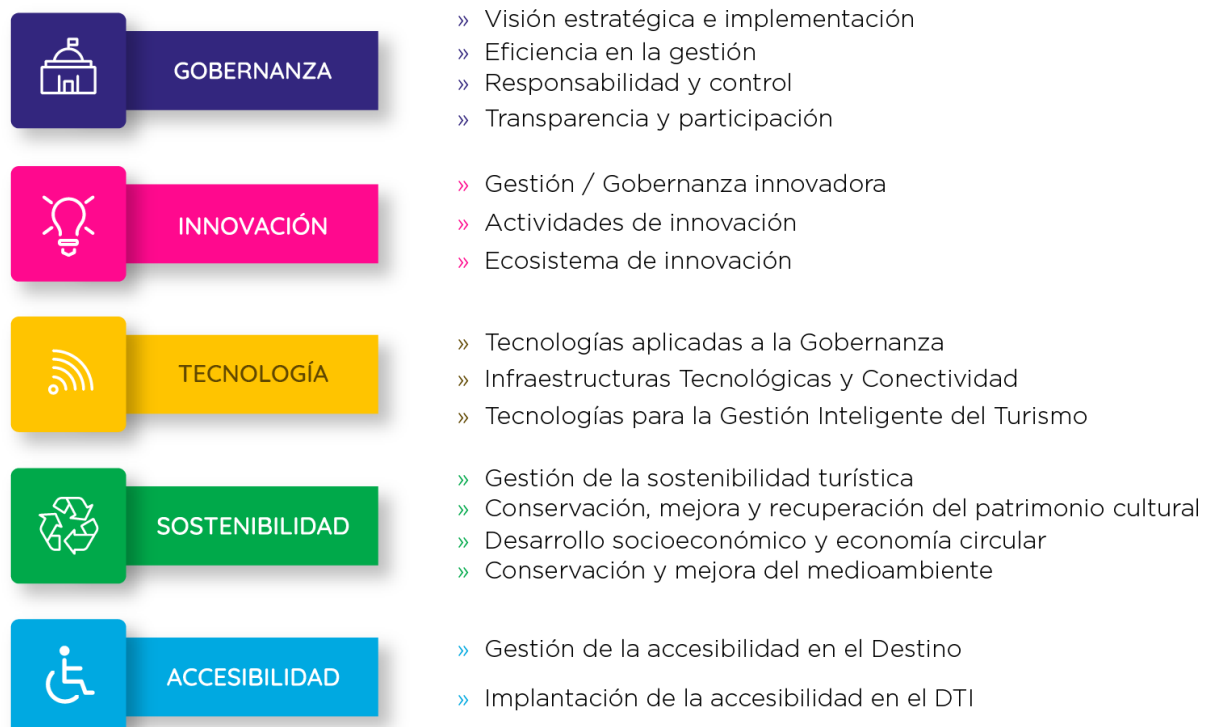 GOBERNANZA
» Visión estratégica e implementación
» Eficiencia en la gestión
» Responsabilidad y control
» Transparencia y participación
INNOVACIÓN
» Gestión / Gobernanza innovadora
» Actividades de innovación
» Ecosistema de innovación
TECNOLOGÍA
» Tecnologías aplicadas a la Gobernanza
» Infraestructuras Tecnológicas y Conectividad
» Tecnologías para la Gestión Inteligente del Turismo
SOSTENIBILIDAD
» Gestión de la sostenibilidad turística
» Conservación, mejora y recuperación del patrimonio cultural
» Desarrollo socioeconómico y economía circular
» Conservación y mejora del medioambiente
ACCESIBILIDAD
» Gestión de la accesibilidad en el Destino
» Implantación de la accesibilidad en el DTI